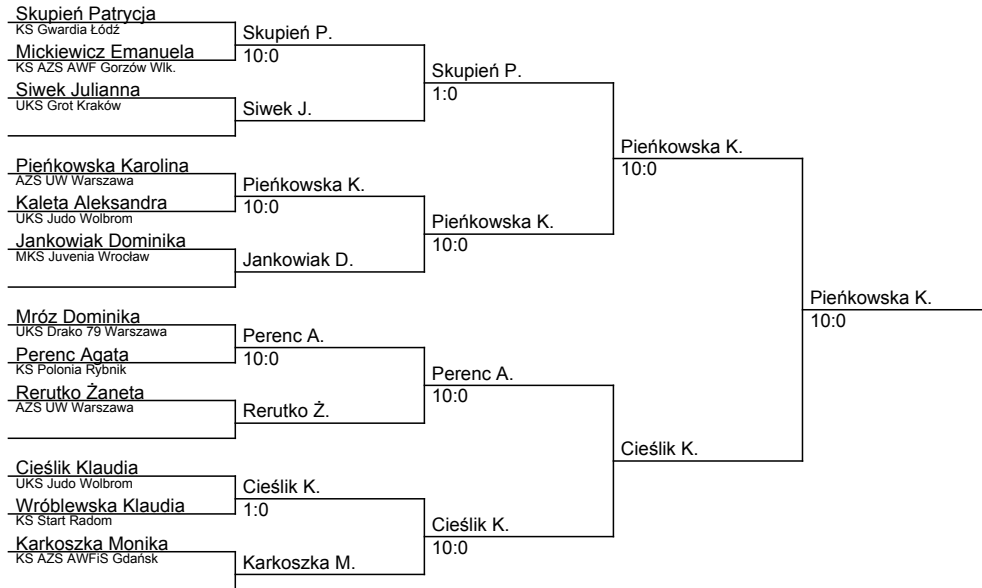 Skupień Patrycja
KS Gwardia Łódź
Mickiewicz Emanuela
KS AZS AWF Gorzów Wlk.
Siwek Julianna
UKS Grot Kraków
Pieńkowska Karolina
AZS UW Warszawa
Kaleta Aleksandra
UKS Judo Wolbrom
Jankowiak Dominika
MKS Juvenia Wrocław
Mróz Dominika
UKS Drako 79 Warszawa
Perenc Agata
KS Polonia Rybnik
Rerutko Żaneta
AZS UW Warszawa
Cieślik Klaudia
UKS Judo Wolbrom
Wróblewska Klaudia
KS Start Radom
Karkoszka Monika
KS AZS AWFiS Gdańsk
Skupień P.
10:0
Siwek J.
Pieńkowska K.
10:0
Jankowiak D.
Perenc A.
10:0
Rerutko Ż.
Cieślik K.
1:0
Karkoszka M.
Skupień P.
1:0
Pieńkowska K.
10:0
Perenc A.
10:0
Cieślik K.
10:0
Pieńkowska K.
10:0
Cieślik K.
Pieńkowska K.
10:0